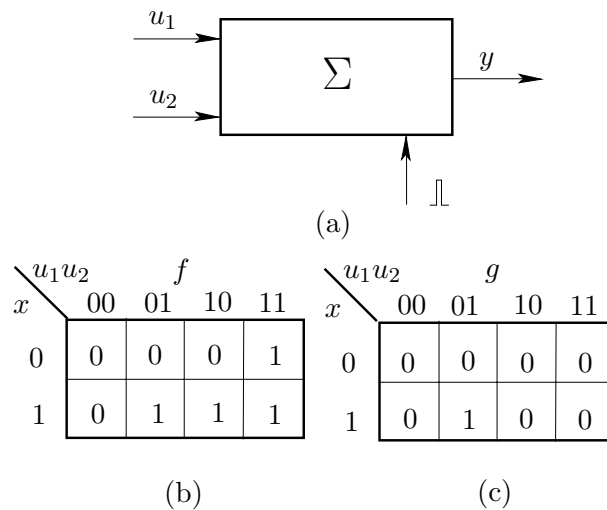 u₁
u₂
Σ
y
(a)
u₁u₂ f
x 00 01 10 11
0 0 0 0 1
1 0 1 1 1
(b)
u₁u₂ g
x 00 01 10 11
0 0 0 0 0
1 0 1 0 0
(c)